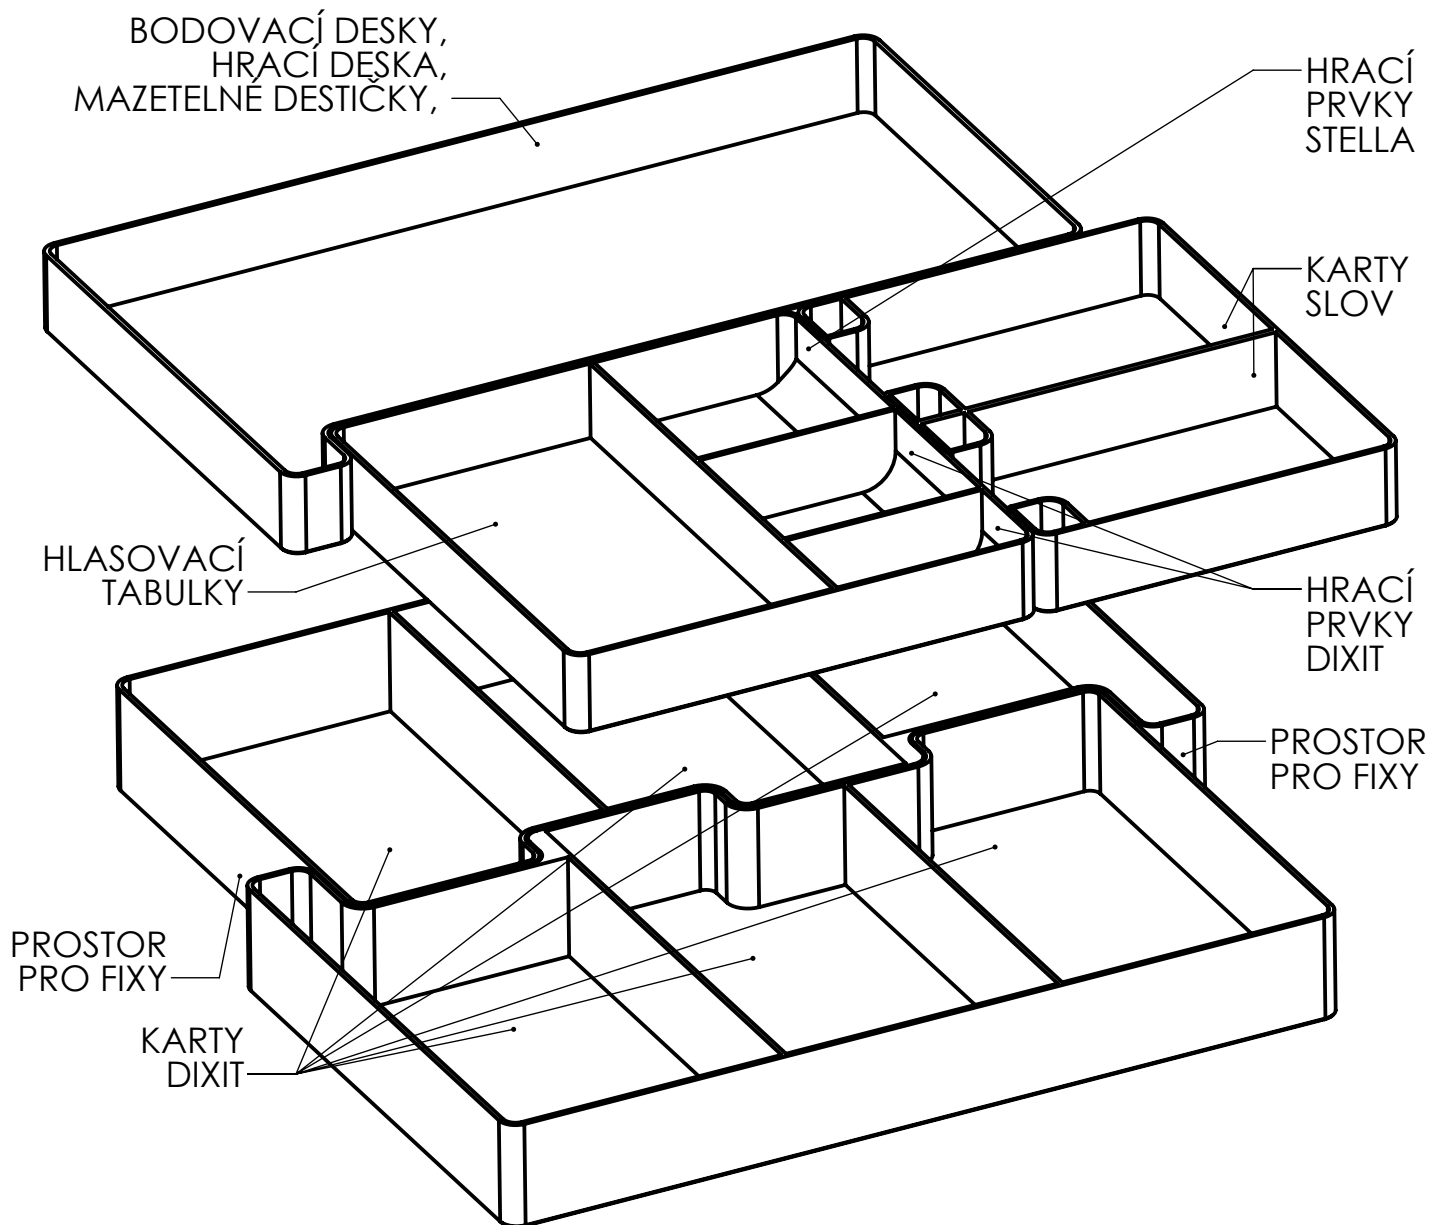 BODOVACÍ DESKY,
HRACÍ DESKA,
MAZETELNÉ DESTIČKY,
HRACÍ
PRVKY
STELLA
KARTY
SLOV
HLASOVACÍ
TABULKY
HRACÍ
PRVKY
DIXIT
PROSTOR
PRO FIXY
PROSTOR
PRO FIXY
KARTY
DIXIT